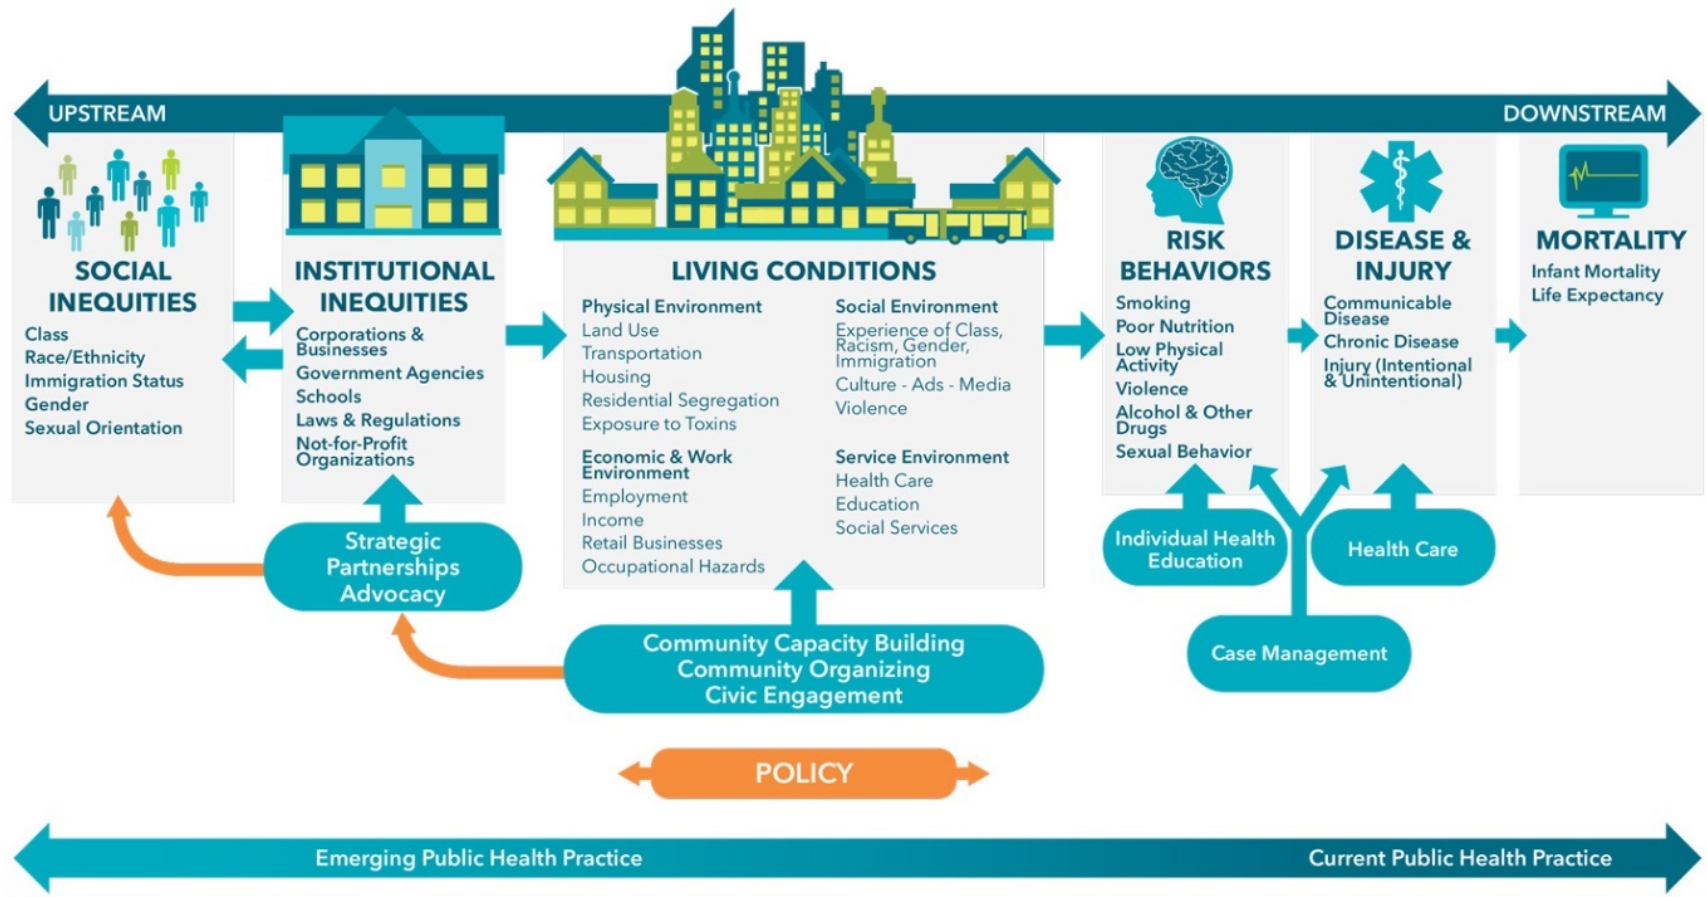 UPSTREAM
DOWNSTREAM
SOCIAL
INEQUITIES
Class
Race/Ethnicity
Immigration Status
Gender
Sexual Orientation
INSTITUTIONAL
INEQUITIES
Corporations &
Businesses
Government Agencies
Schools
Laws & Regulations
Not-for-Profit
Organizations
LIVING CONDITIONS
Physical Environment
Land Use
Transportation
Housing
Residential Segregation
Exposure to Toxins
Economic & Work
Environment
Employment
Income
Retail Businesses
Occupational Hazards
Social Environment
Experience of Class,
Racism, Gender,
Immigration
Culture - Ads - Media
Violence
Service Environment
Health Care
Education
Social Services
RISK
BEHAVIORS
Smoking
Poor Nutrition
Low Physical
Activity
Violence
Alcohol & Other
Drugs
Sexual Behavior
DISEASE &
INJURY
Communicable
Disease
Chronic Disease
Injury (Intentional
& Unintentional)
MORTALITY
Infant Mortality
Life Expectancy
Strategic
Partnerships
Advocacy
Community Capacity Building
Community Organizing
Civic Engagement
Individual Health
Education
Health Care
Case Management
POLICY
Emerging Public Health Practice
Current Public Health Practice